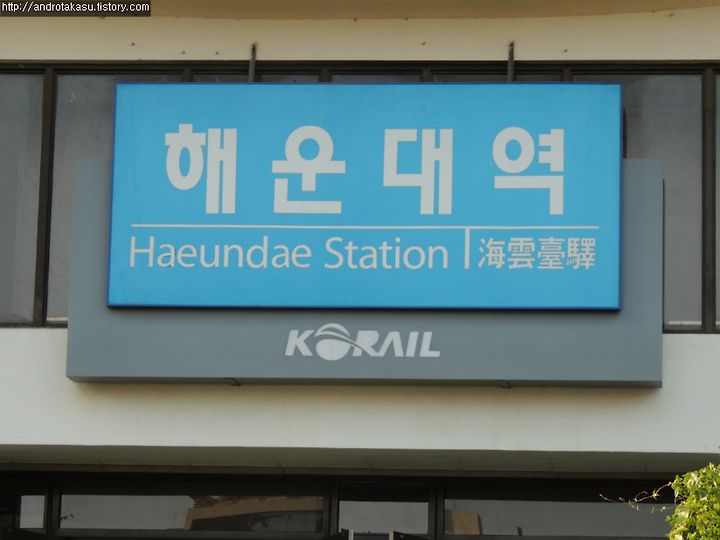 http://androtakasu.tistory.com
해운대역
Haeundae Station 海雲臺驛
KORAIL